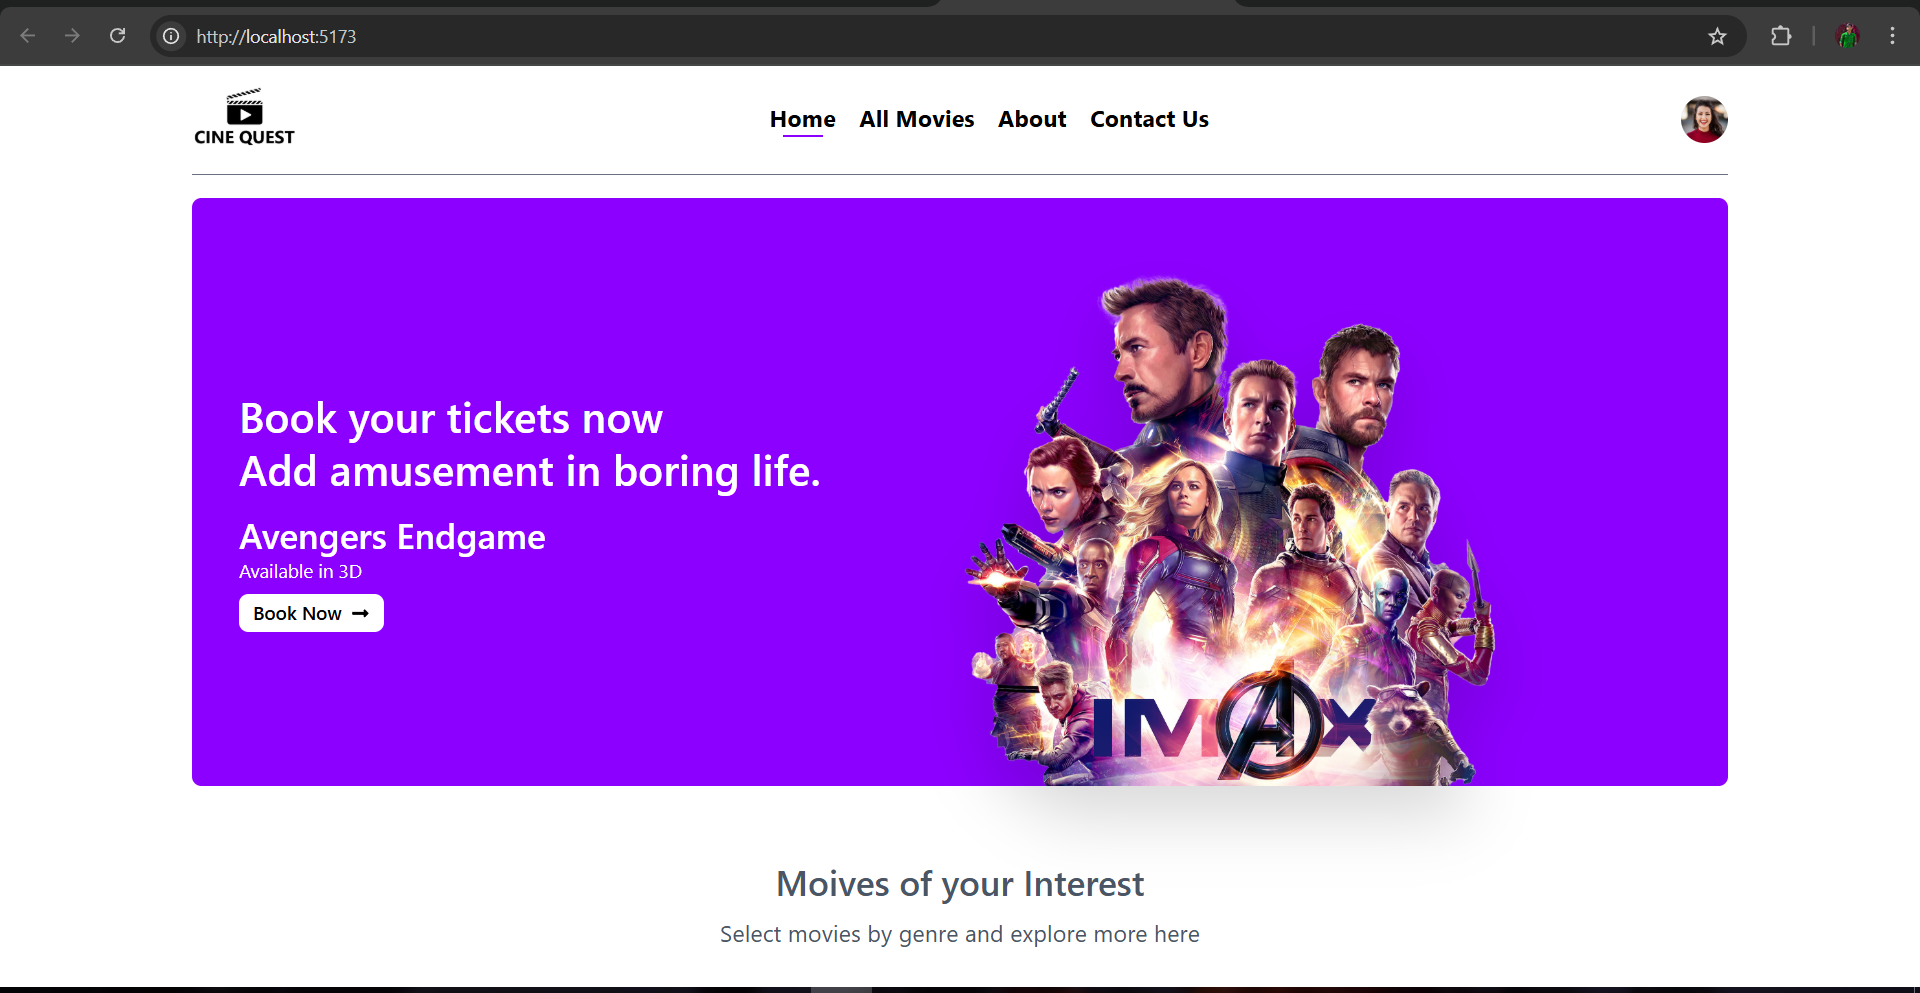 http://localhost:5173
CINE QUEST
Home All Movies About Contact Us
Book your tickets now
Add amusement in boring life.
Avengers Endgame
Available in 3D
Book Now
IMAX
Moives of your Interest
Select movies by genre and explore more here